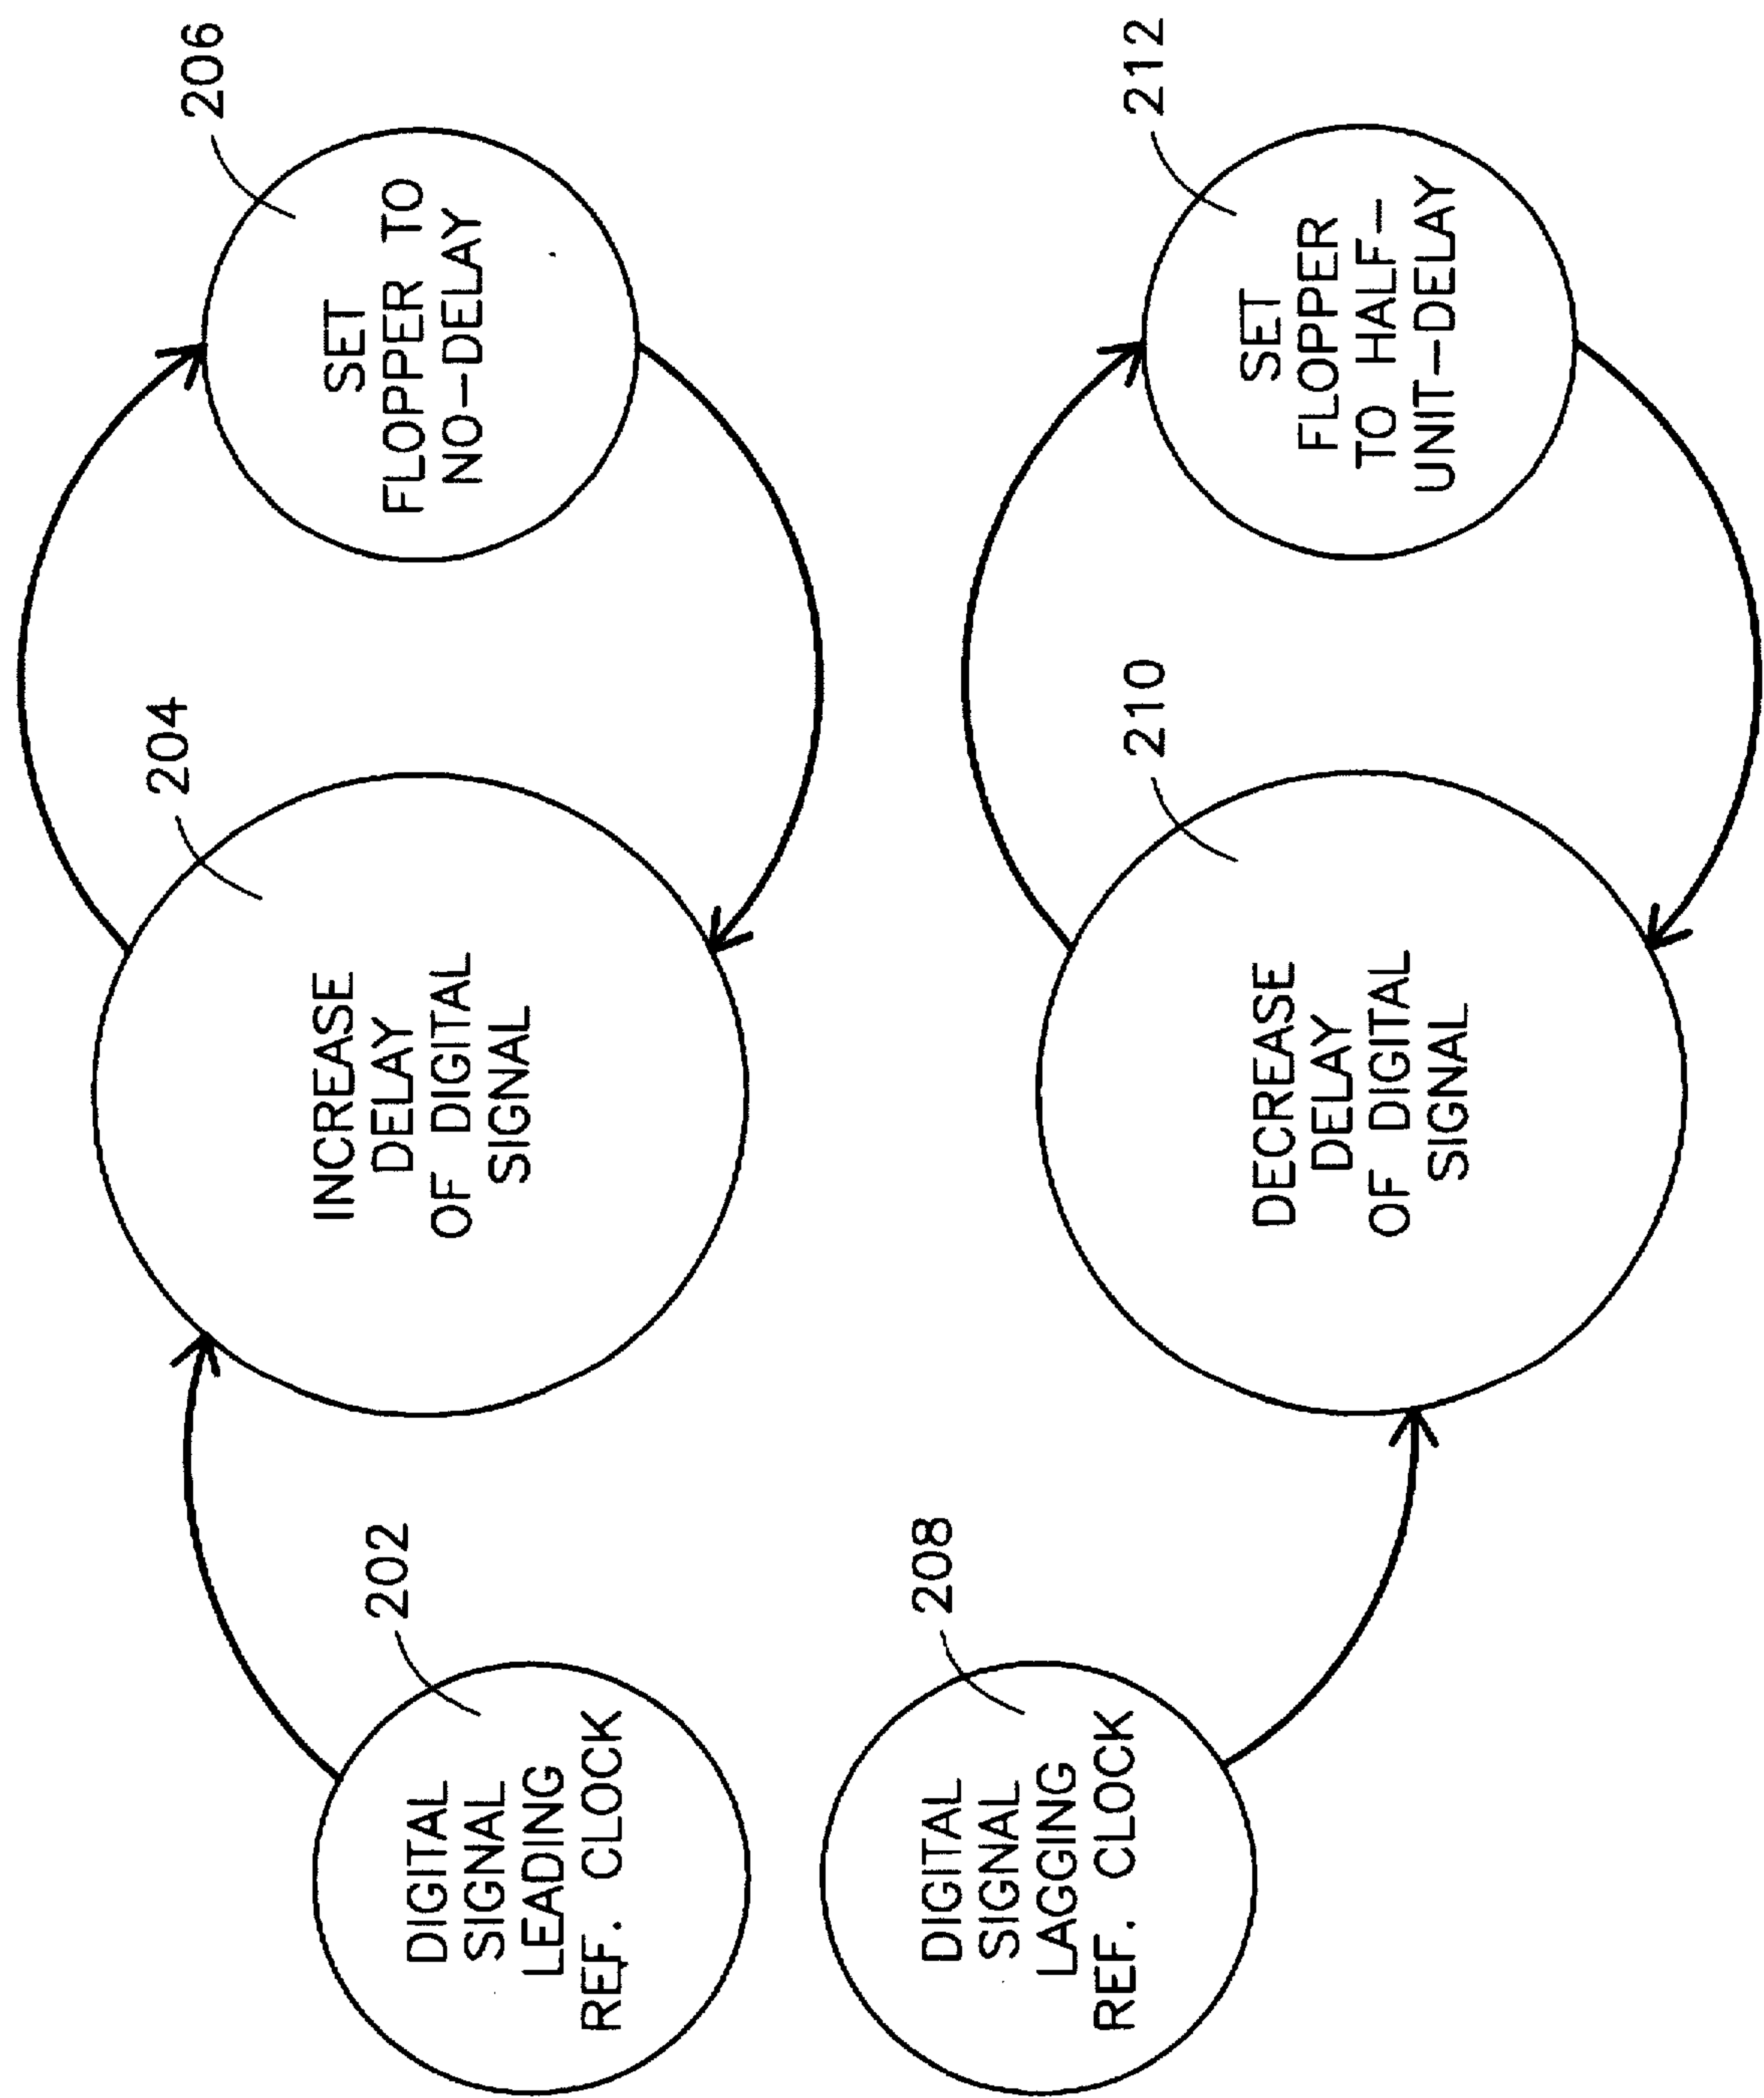 202
DIGITAL
SIGNAL
LEADING
REF. CLOCK
204
INCREASE
DELAY
OF DIGITAL
SIGNAL
206
SET
FLOPPER TO
NO-DELAY
208
DIGITAL
SIGNAL
LAGGING
REF. CLOCK
210
DECREASE
DELAY
OF DIGITAL
SIGNAL
212
SET
FLOPPER
TO HALF-
UNIT-DELAY